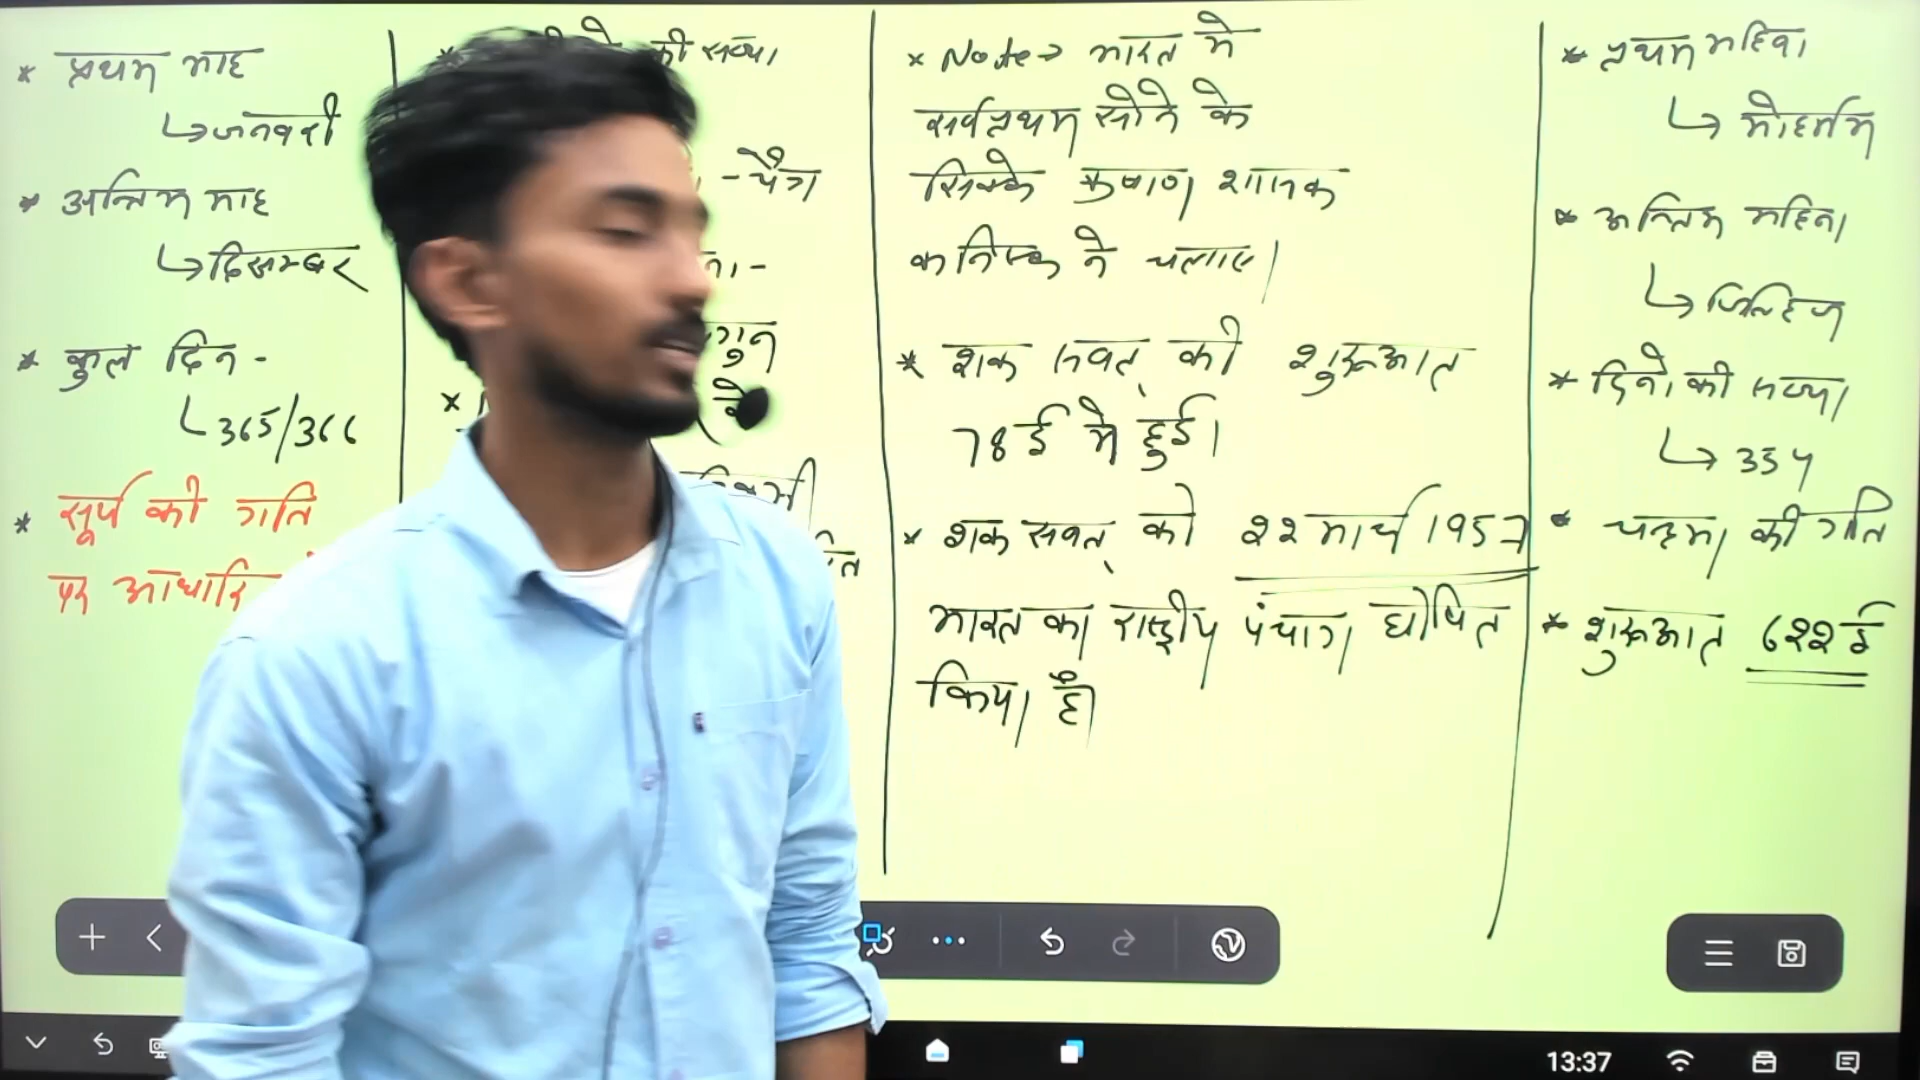 * प्रथम माह
↳ जनवरी
* अन्तिम माह
↳ दिसम्बर
* कुल दिन -
↳ 365/366
* सूर्य की गति
पर आधारि
की संख्या
- चैत्र
* Note → भारत में
सर्वप्रथम सोने के
सिक्के कुषाण शासक
कनिष्क ने चलाए।
* शक संवत् की शुरूआत
78ई में हुई।
* शक संवत् को 22 मार्च 1957
भारत का राष्ट्रीय पंचाग घोषित
किया है।
* प्रथम महिना
↳ मोहर्रम
* अन्तिम महिना
↳ जिलहिज
* दिनों की संख्या
↳ 354
* चन्द्रमा की गति
* शुरूआत 622 ई
13:37